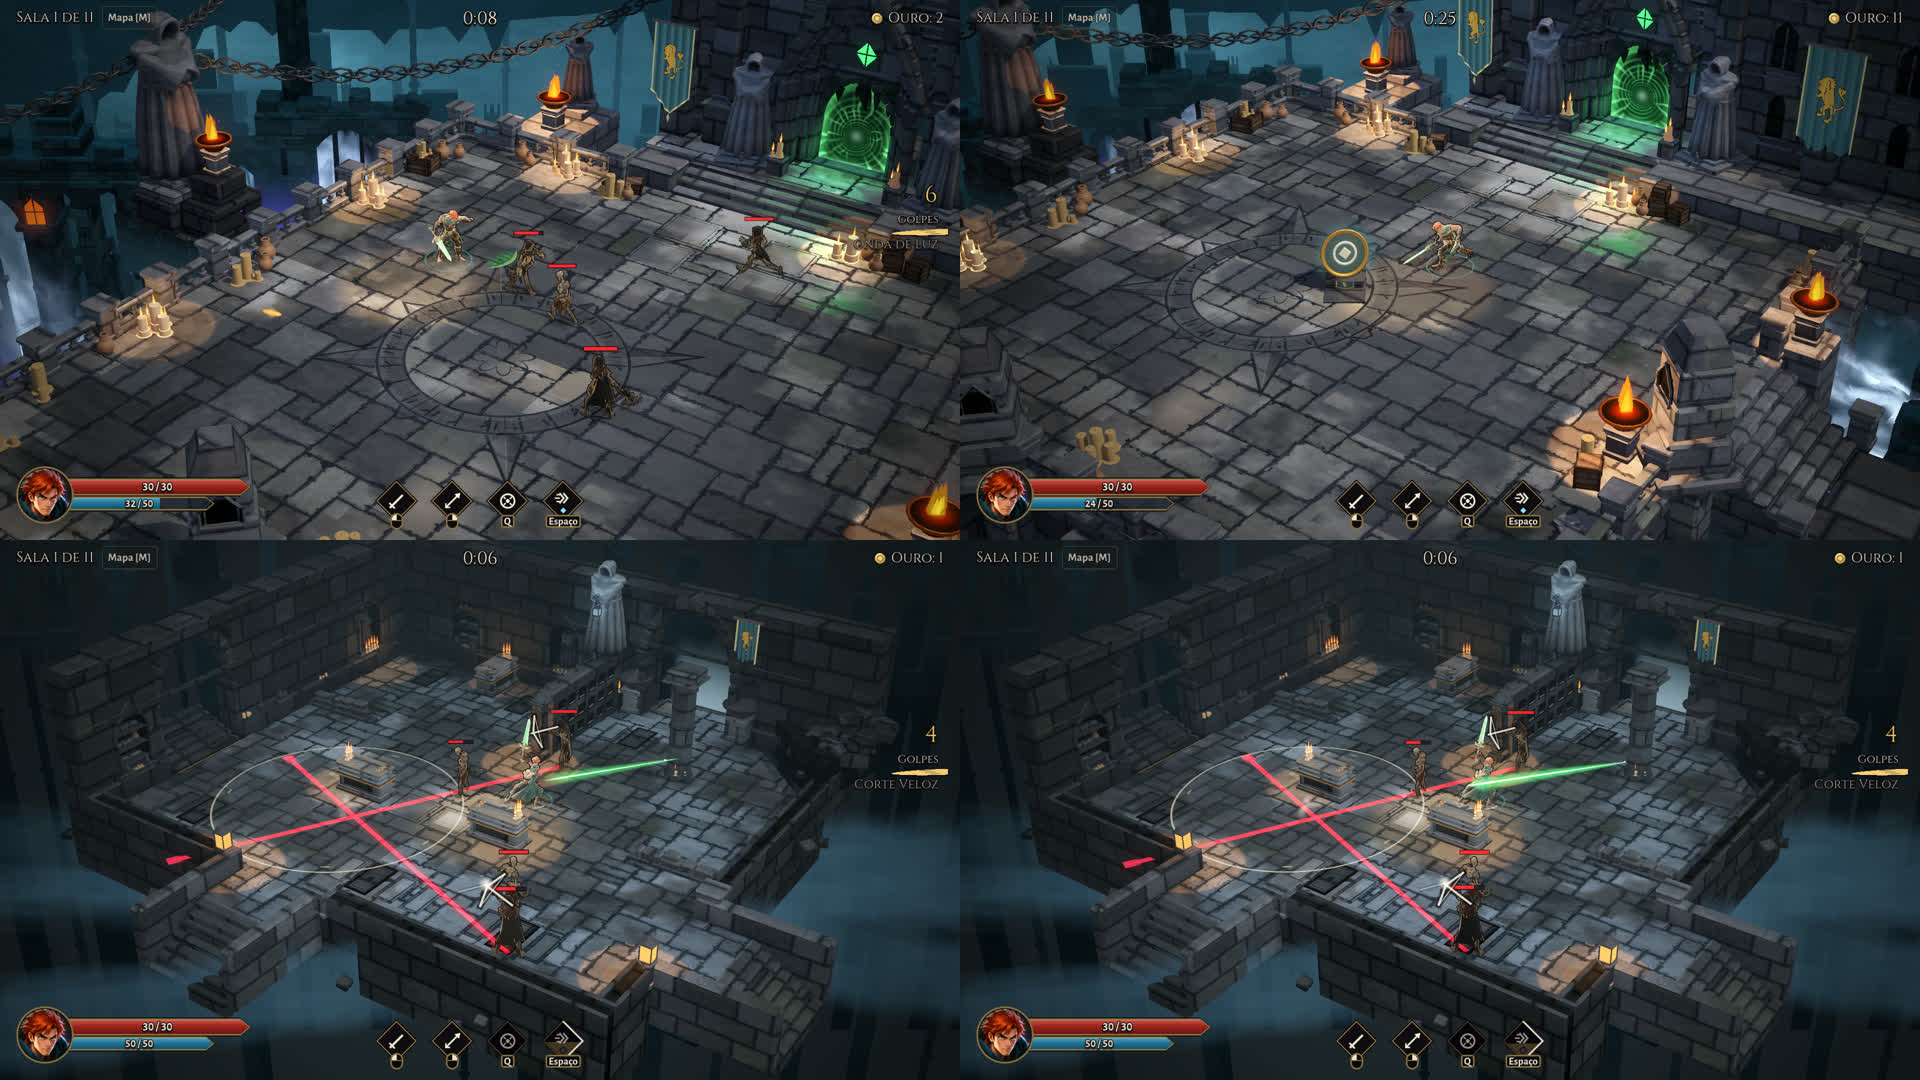 SALA I DE II Mapa [M] 0:08 OURO: 2
6
GOLPES
ONDA DE LUZ
30/30
32/50
Q Espaço
SALA I DE II Mapa [M] 0:25 OURO: II
30/30
24/50
Q Espaço
SALA I DE II Mapa [M] 0:06 OURO: I
4
GOLPES
CORTE VELOZ
30/30
50/50
Q Espaço
SALA I DE II Mapa [M] 0:06 OURO: I
4
GOLPES
CORTE VELOZ
30/30
50/50
Q Espaço